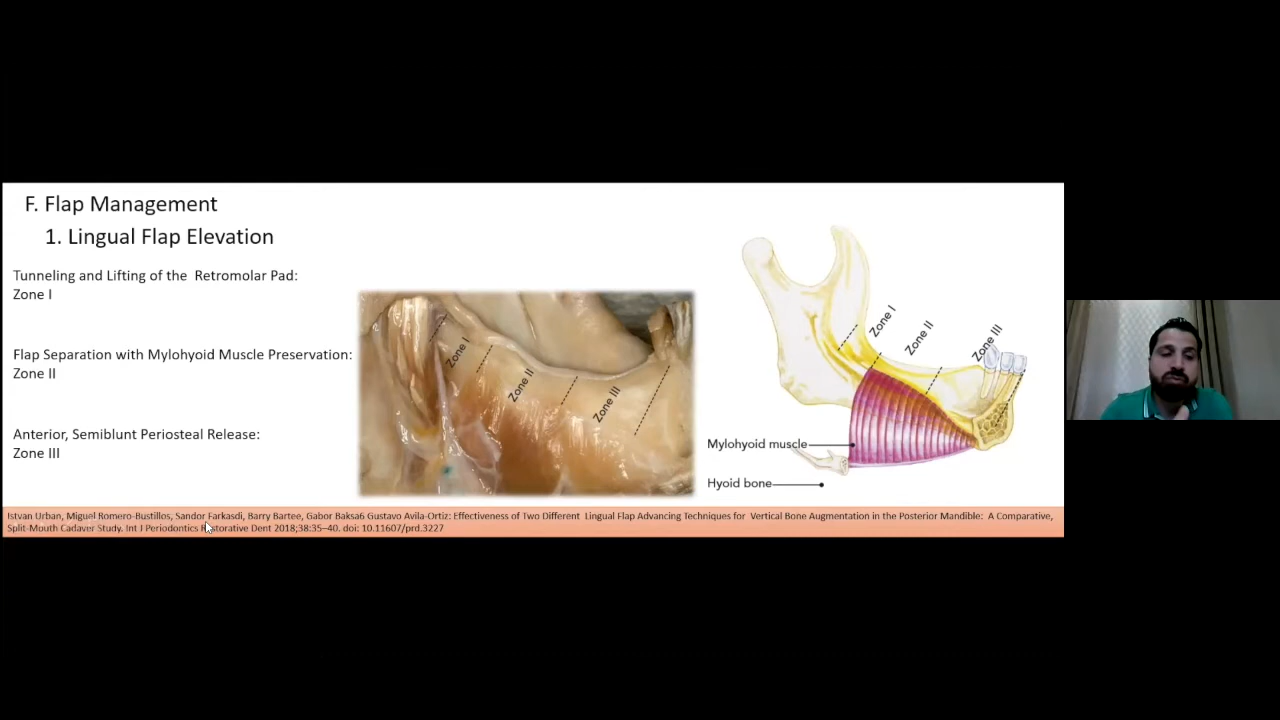 F. Flap Management
1. Lingual Flap Elevation
Tunneling and Lifting of the Retromolar Pad:
Zone I
Flap Separation with Mylohyoid Muscle Preservation:
Zone II
Anterior, Semiblunt Periosteal Release:
Zone III
Zone I
Zone II
Zone III
Zone I
Zone II
Zone III
Mylohyoid muscle
Hyoid bone
Istvan Urban, Miguel Romero-Bustillos, Sandor Farkasdi, Barry Bartee, Gabor Baksa6 Gustavo Avila-Ortiz: Effectiveness of Two Different Lingual Flap Advancing Techniques for Vertical Bone Augmentation in the Posterior Mandible: A Comparative,
Split-Mouth Cadaver Study. Int J Periodontics Restorative Dent 2018;38:35–40. doi: 10.11607/prd.3227